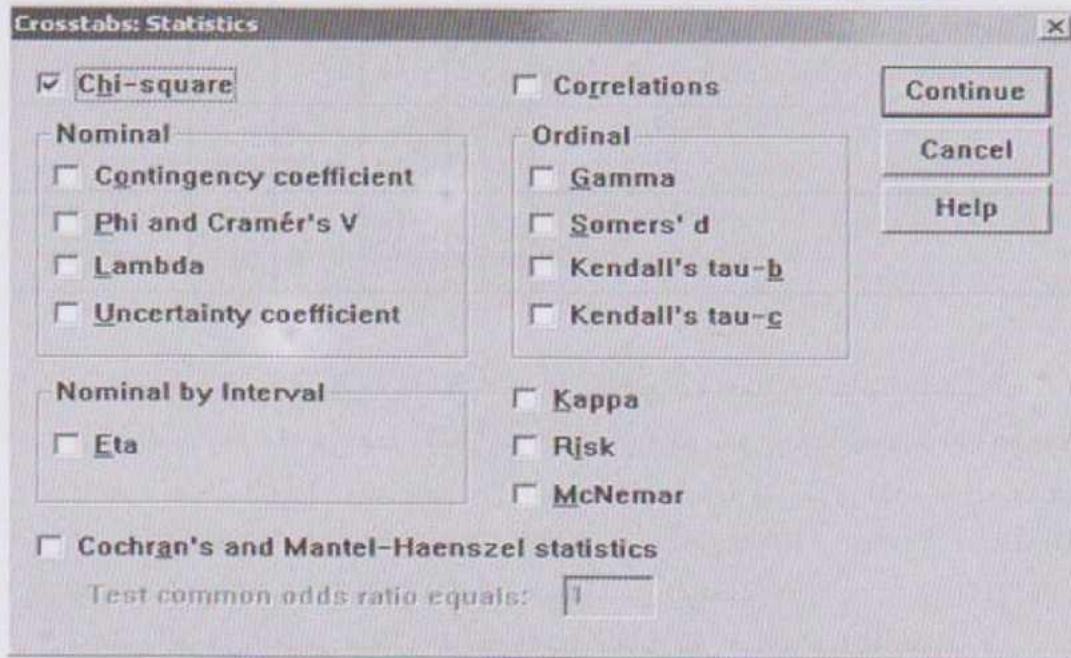 Crosstabs: Statistics
Chi-square
Correlations
Continue
Cancel
Help
Nominal
Contingency coefficient
Phi and Cramér's V
Lambda
Uncertainty coefficient
Ordinal
Gamma
Somers' d
Kendall's tau-b
Kendall's tau-c
Nominal by Interval
Eta
Kappa
Risk
McNemar
Cochran's and Mantel-Haenszel statistics
Test common odds ratio equals: 1